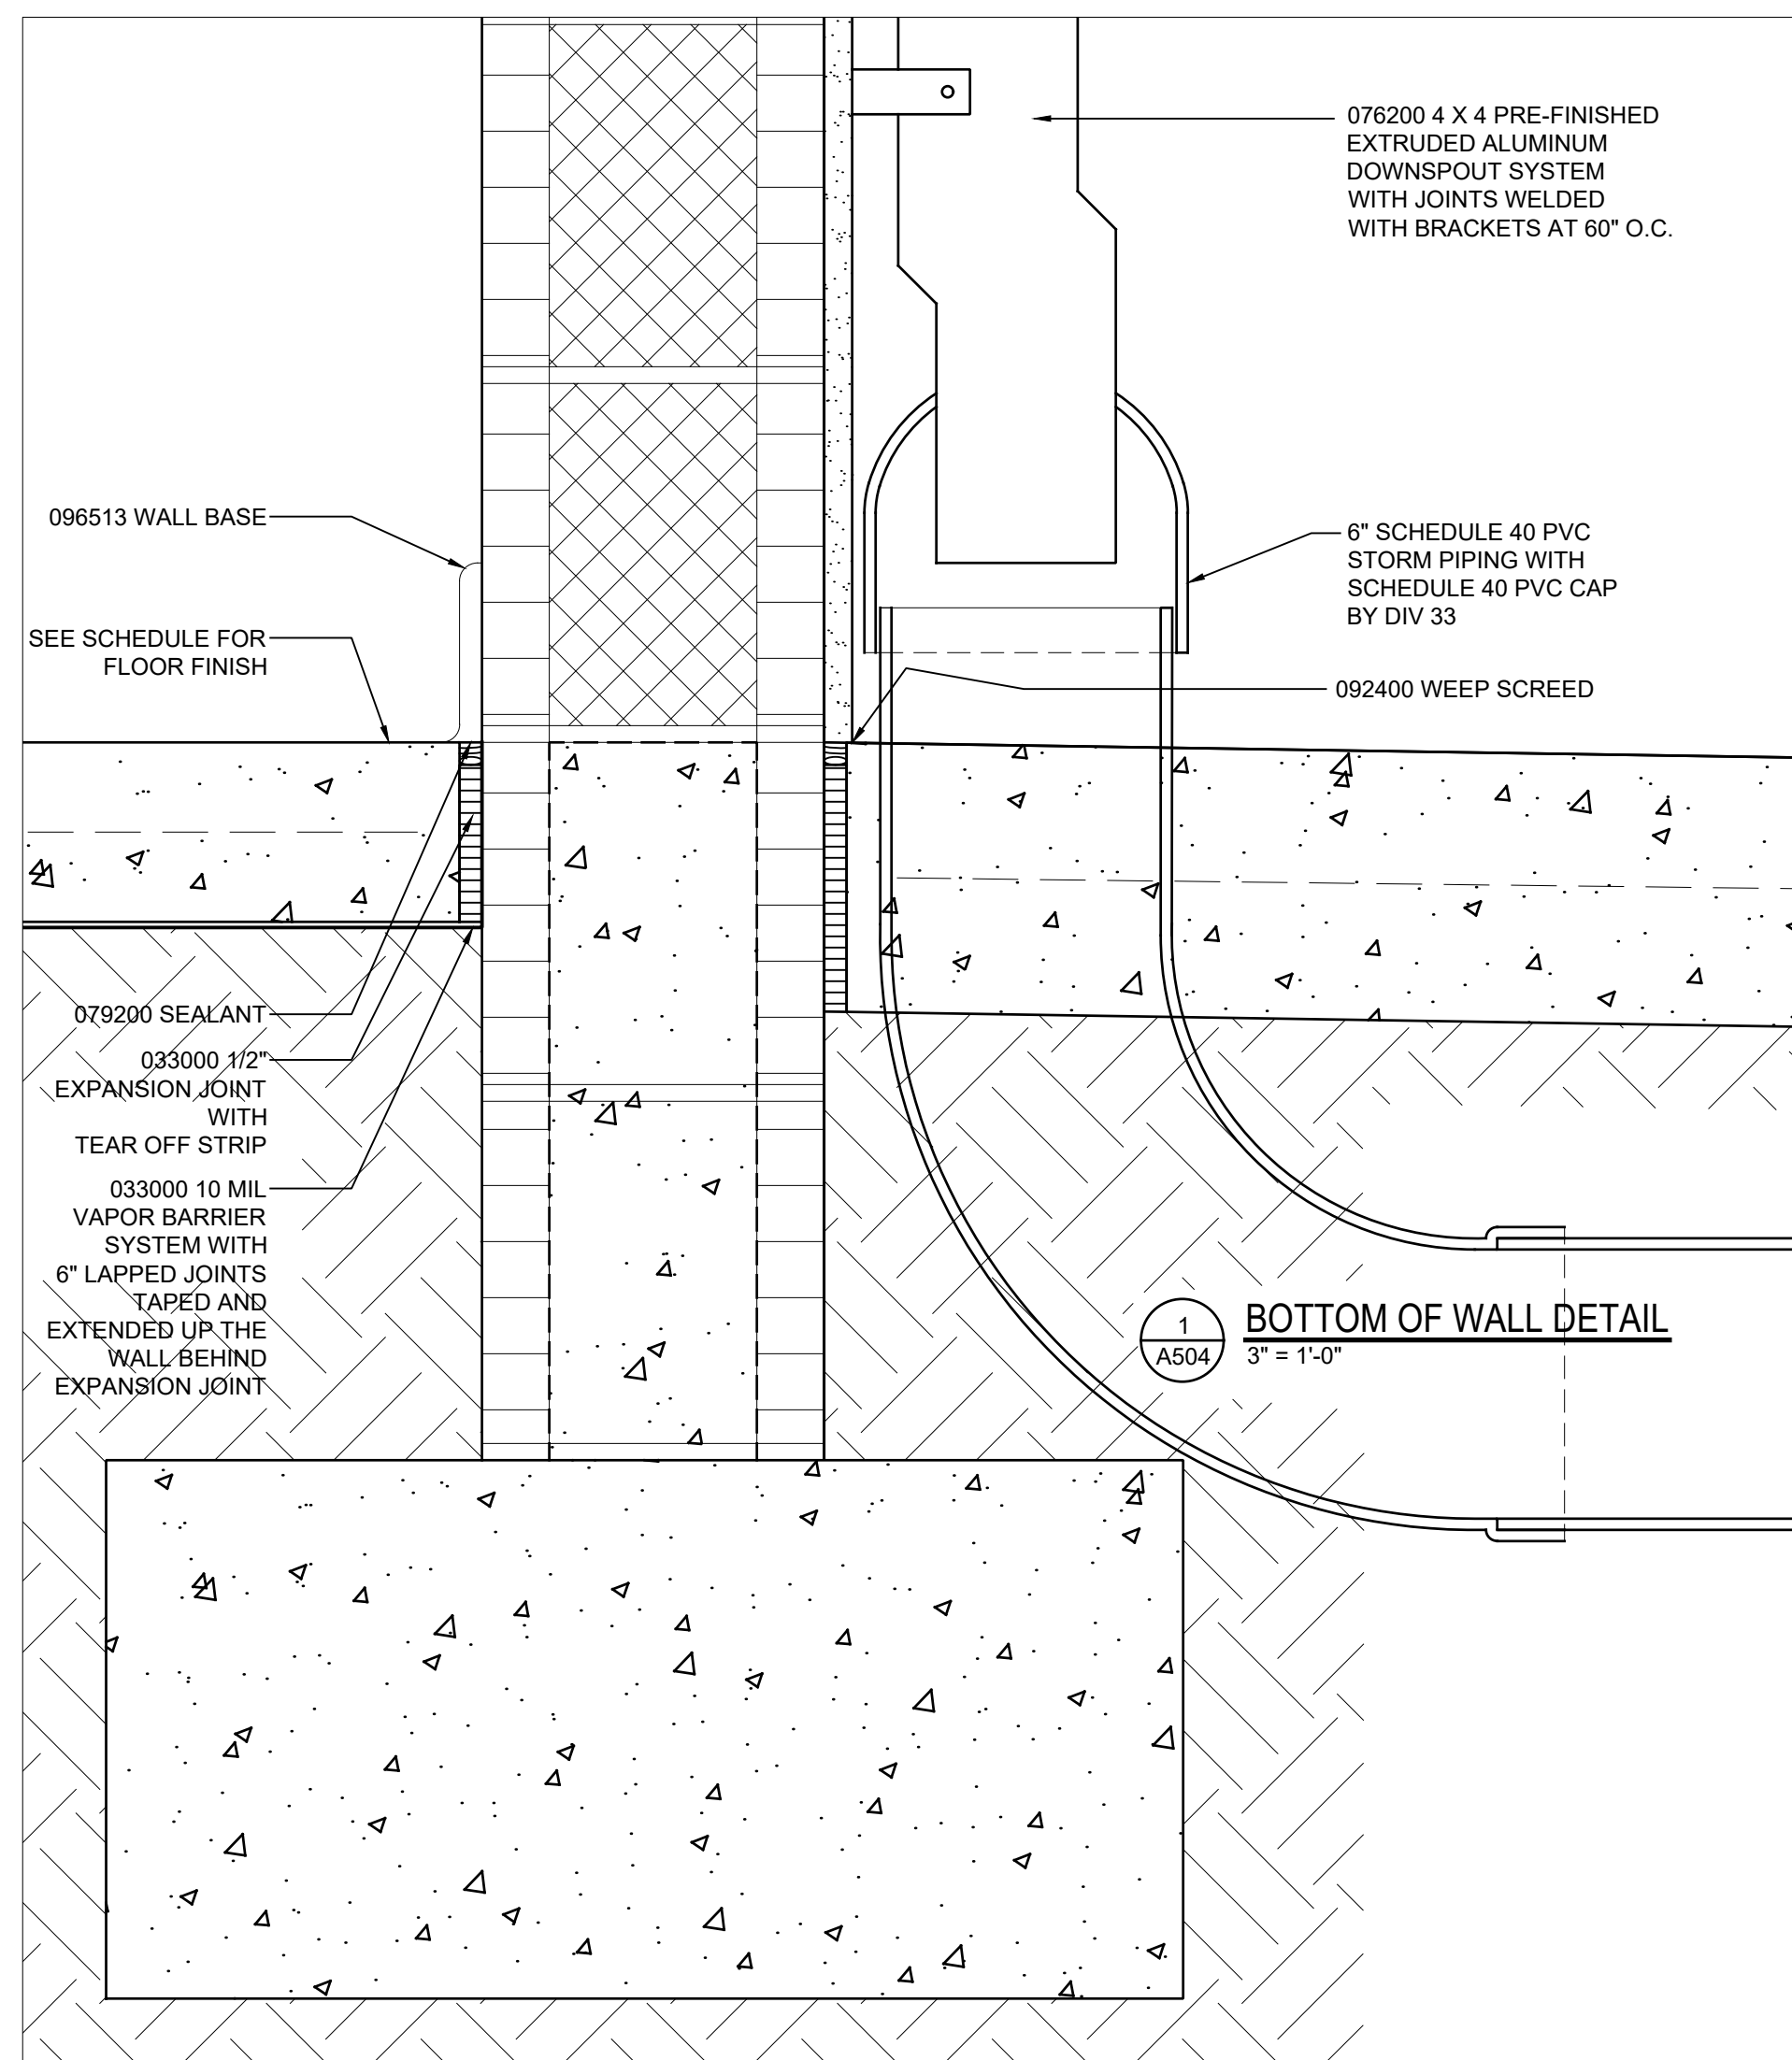 076200 4 X 4 PRE-FINISHED
EXTRUDED ALUMINUM
DOWNSPOUT SYSTEM
WITH JOINTS WELDED
WITH BRACKETS AT 60" O.C.
096513 WALL BASE
6" SCHEDULE 40 PVC
STORM PIPING WITH
SCHEDULE 40 PVC CAP
BY DIV 33
SEE SCHEDULE FOR
FLOOR FINISH
092400 WEEP SCREED
079200 SEALANT
033000 1/2"
EXPANSION JOINT
WITH
TEAR OFF STRIP
033000 10 MIL
VAPOR BARRIER
SYSTEM WITH
6" LAPPED JOINTS
TAPED AND
EXTENDED UP THE
WALL BEHIND
EXPANSION JOINT
1
A504
BOTTOM OF WALL DETAIL
3" = 1'-0"